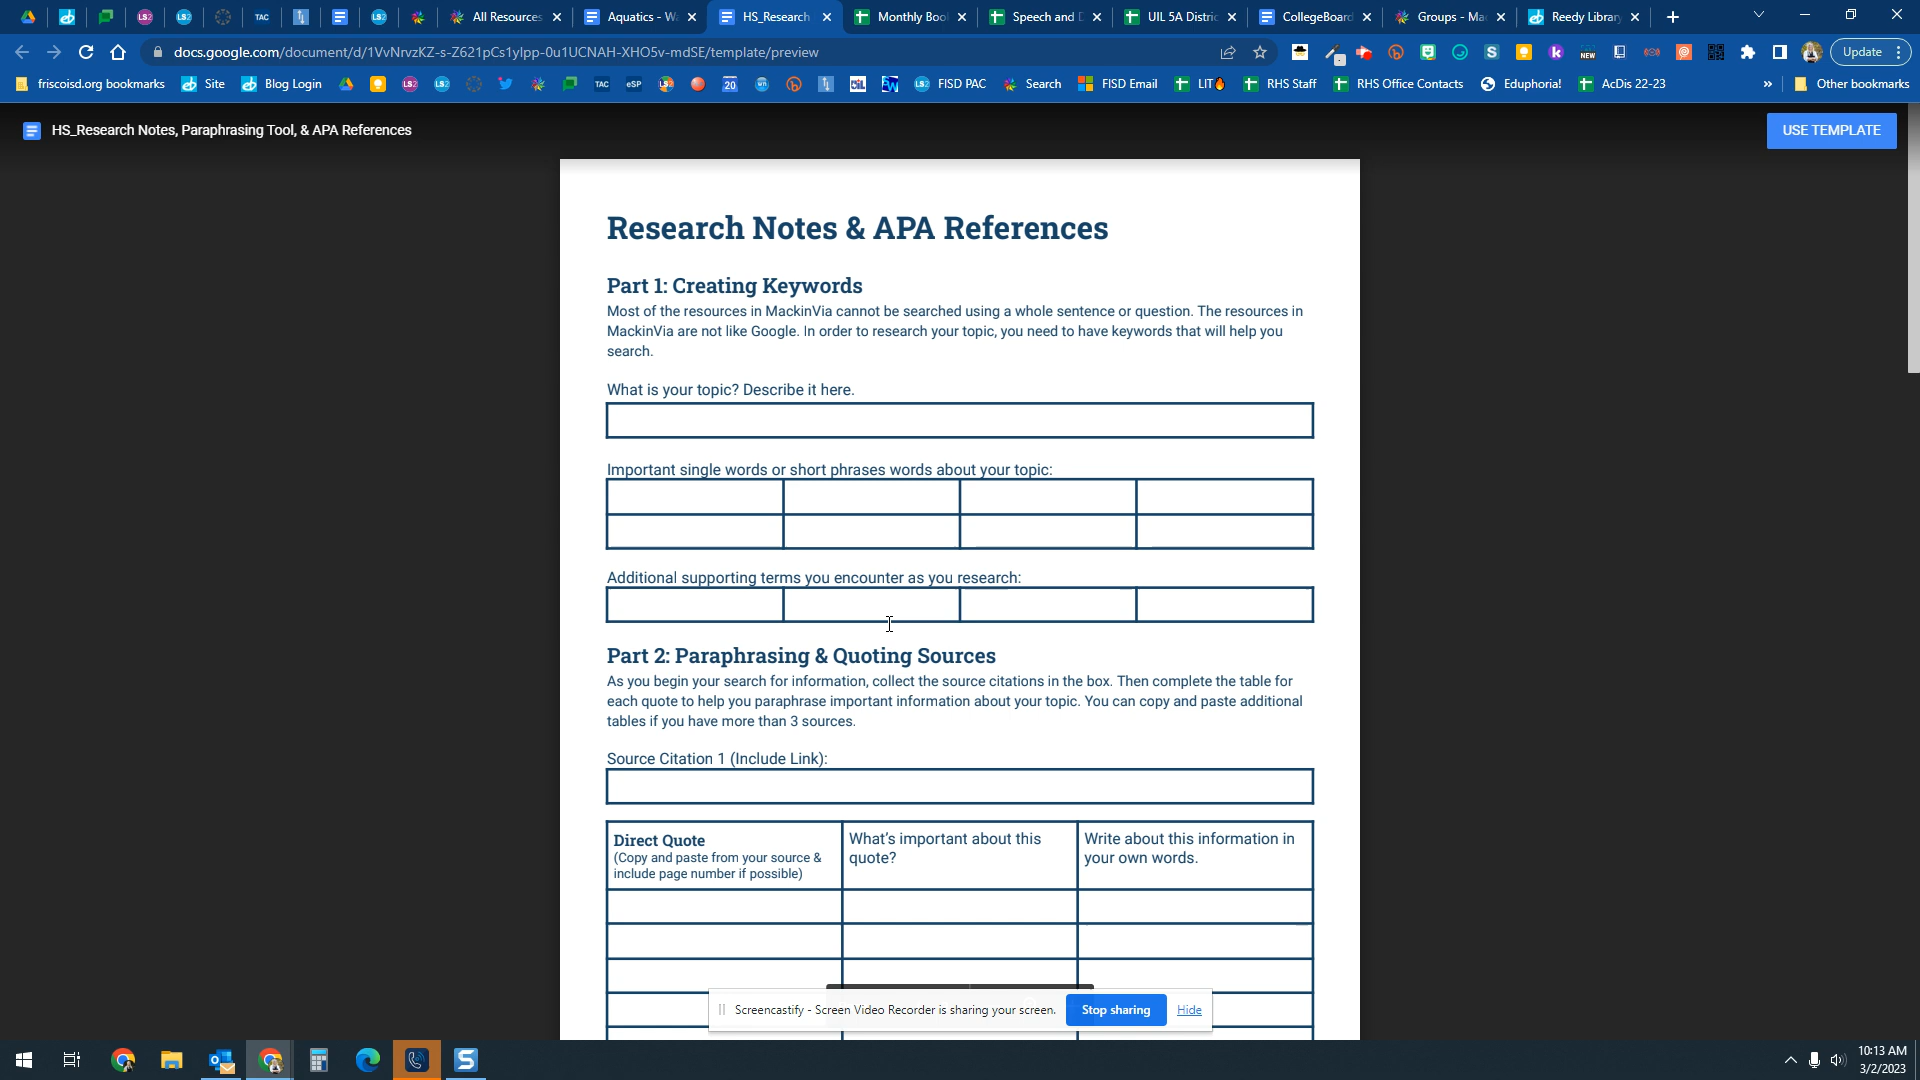 LS2
LS2
TAC
LS2
All Resources
Aquatics - W
HS_Research
Monthly Boo
Speech and D
UIL 5A Distric
CollegeBoard
Groups - Ma
Reedy Library
docs.google.com/document/d/1VvNrvzKZ-s-Z621pCs1ylpp-0u1UCNAH-XHO5v-mdSE/template/preview
NEW
Update
friscoisd.org bookmarks
Site
Blog Login
LS2
LS2
TAC
eSP
20
FISD PAC
Search
FISD Email
LIT🔥
RHS Staff
RHS Office Contacts
Eduphoria!
AcDis 22-23
»
Other bookmarks
HS_Research Notes, Paraphrasing Tool, & APA References
USE TEMPLATE
Research Notes & APA References
Part 1: Creating Keywords
Most of the resources in MackinVia cannot be searched using a whole sentence or question. The resources in
MackinVia are not like Google. In order to research your topic, you need to have keywords that will help you
search.
What is your topic? Describe it here.
Important single words or short phrases words about your topic:
Additional supporting terms you encounter as you research:
Part 2: Paraphrasing & Quoting Sources
As you begin your search for information, collect the source citations in the box. Then complete the table for
each quote to help you paraphrase important information about your topic. You can copy and paste additional
tables if you have more than 3 sources.
Source Citation 1 (Include Link):
Direct Quote
(Copy and paste from your source &
include page number if possible)
What's important about this
quote?
Write about this information in
your own words.
Screencastify - Screen Video Recorder is sharing your screen.
Stop sharing
Hide
10:13 AM
3/2/2023